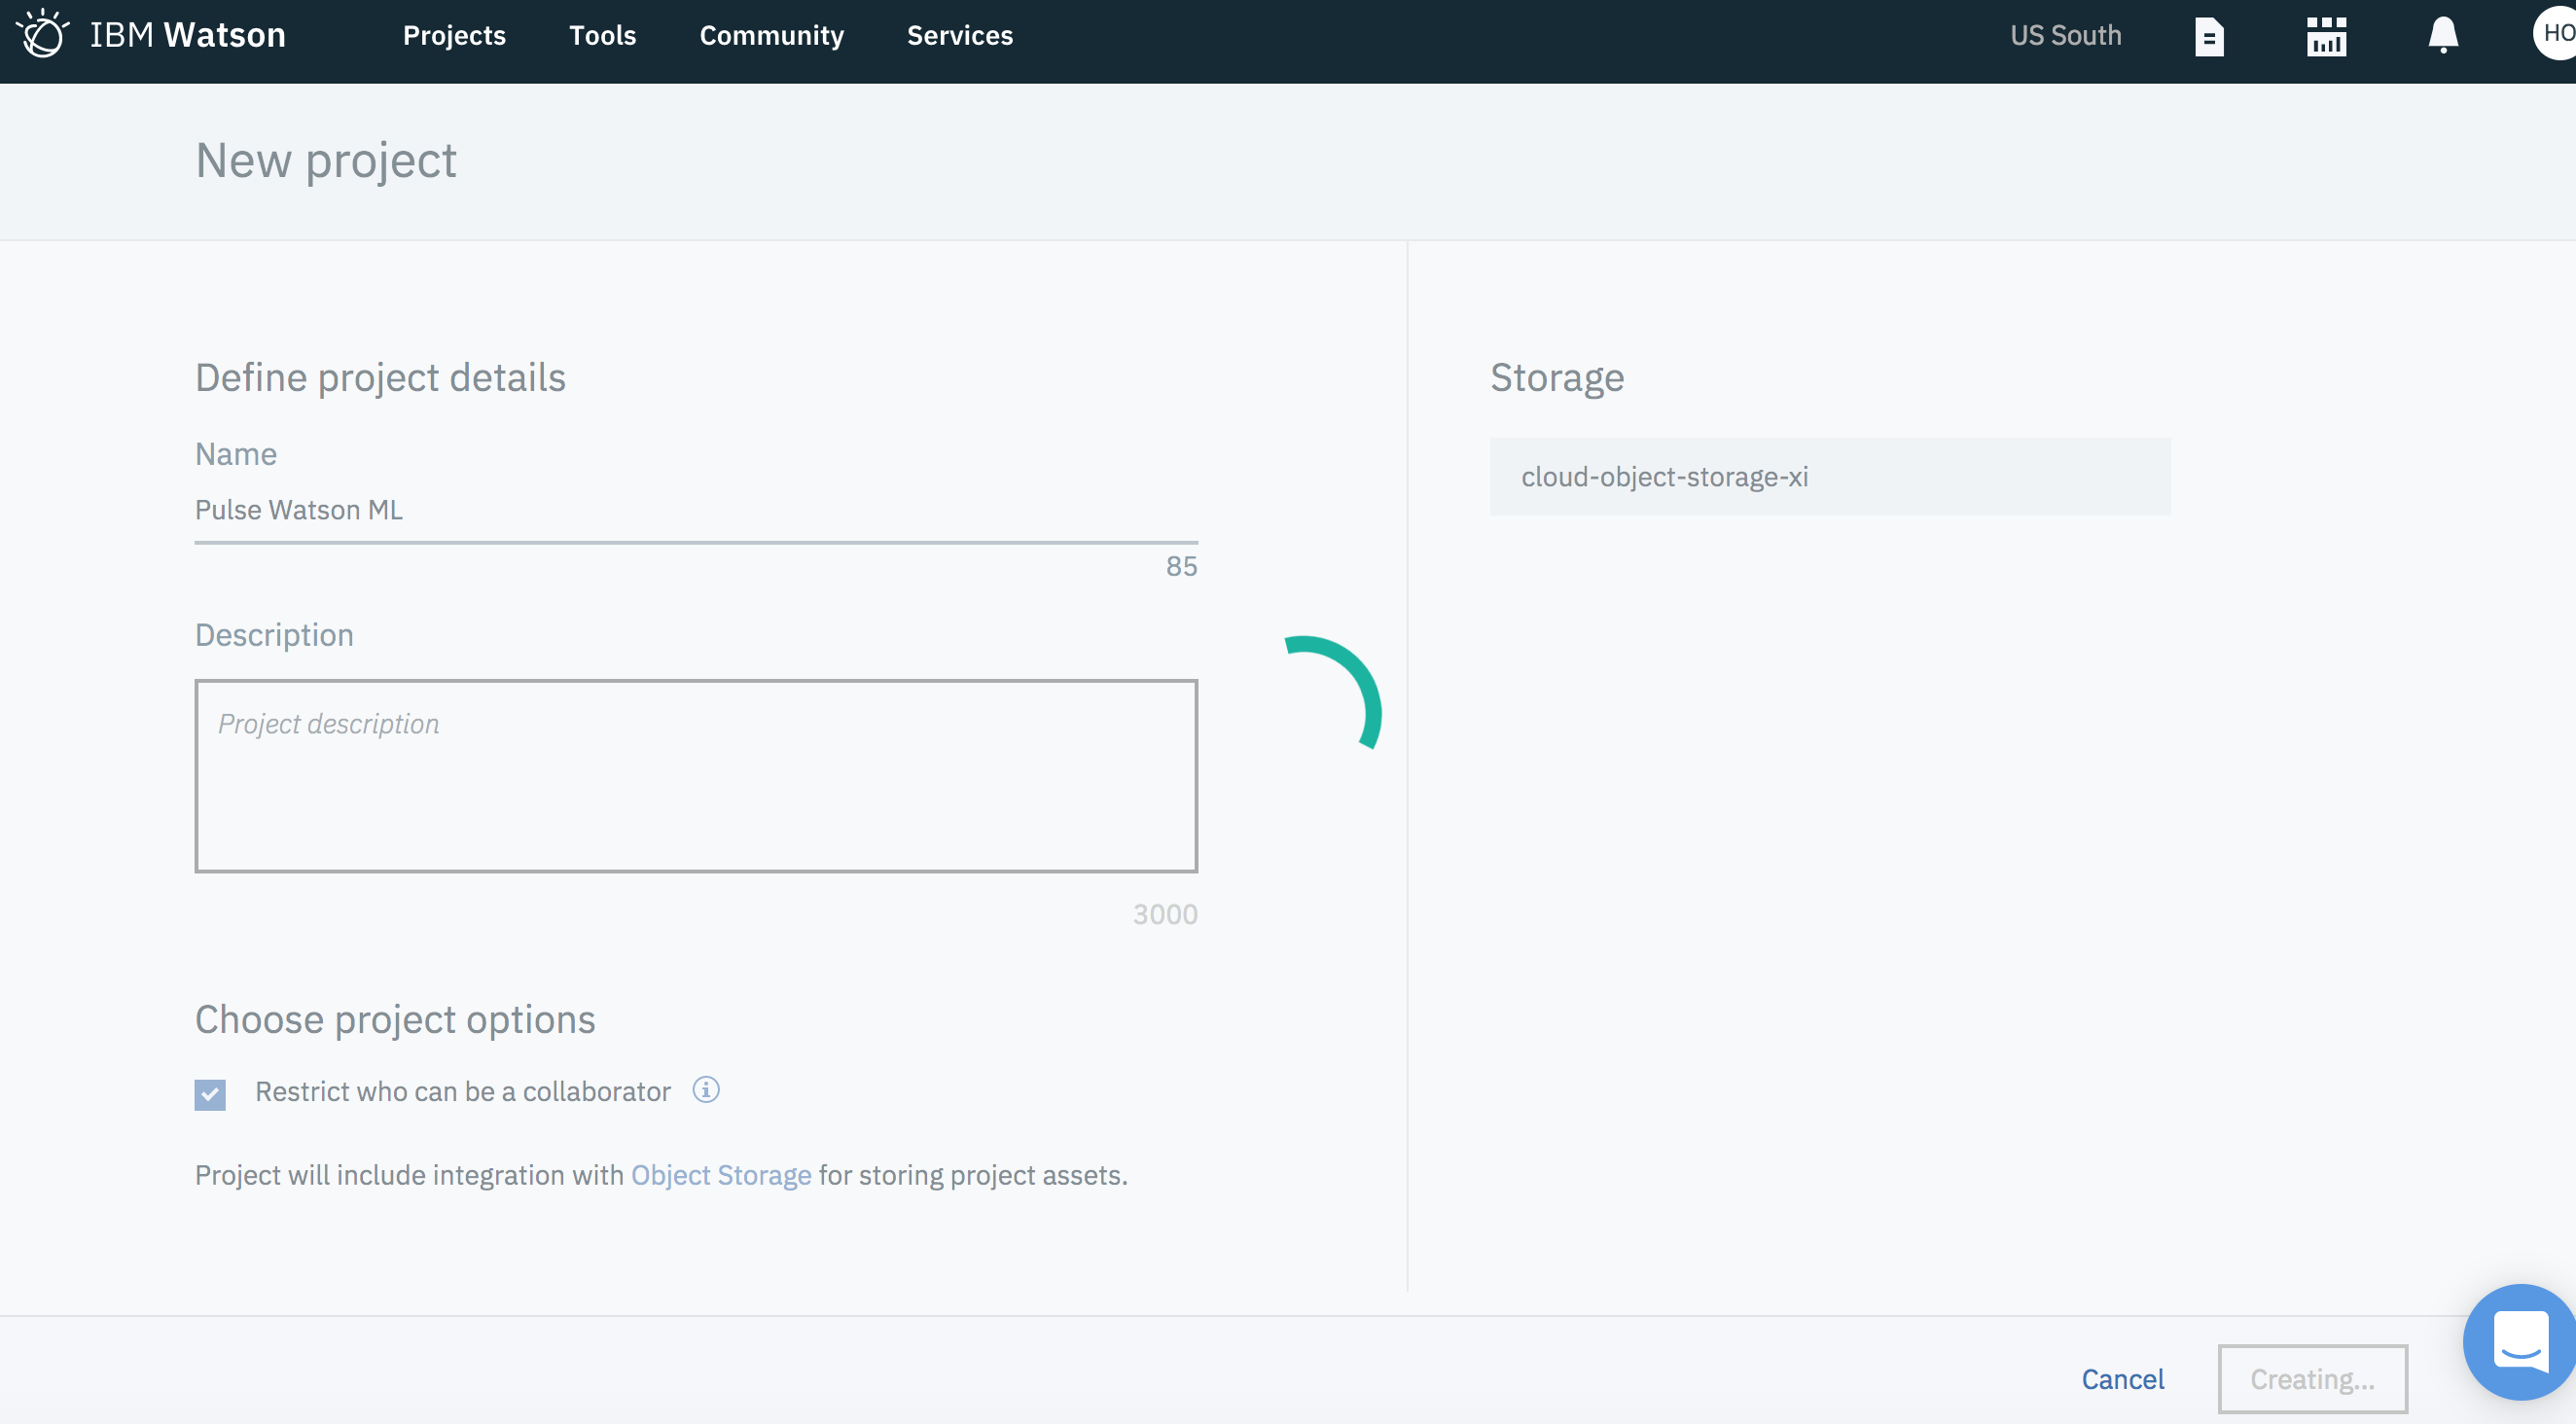 IBM Watson Projects Tools Community Services US South HO
New project
Define project details
Name
Pulse Watson ML
85
Description
Project description
3000
Choose project options
Restrict who can be a collaborator
Project will include integration with Object Storage for storing project assets.
Storage
cloud-object-storage-xi
Cancel Creating...